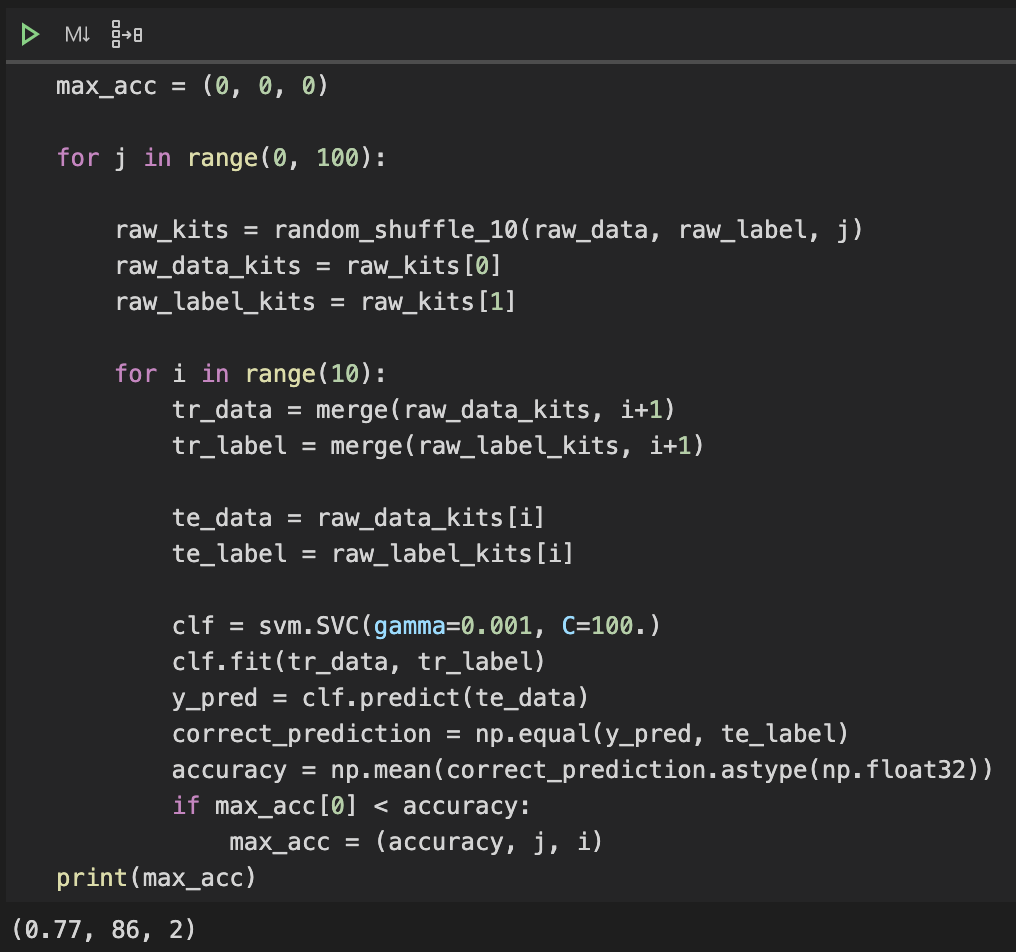 M↓
max_acc = (0, 0, 0)
for j in range(0, 100):
raw_kits = random_shuffle_10(raw_data, raw_label, j)
raw_data_kits = raw_kits[0]
raw_label_kits = raw_kits[1]
for i in range(10):
tr_data = merge(raw_data_kits, i+1)
tr_label = merge(raw_label_kits, i+1)
te_data = raw_data_kits[i]
te_label = raw_label_kits[i]
clf = svm.SVC(gamma=0.001, C=100.)
clf.fit(tr_data, tr_label)
y_pred = clf.predict(te_data)
correct_prediction = np.equal(y_pred, te_label)
accuracy = np.mean(correct_prediction.astype(np.float32))
if max_acc[0] < accuracy:
max_acc = (accuracy, j, i)
print(max_acc)
(0.77, 86, 2)